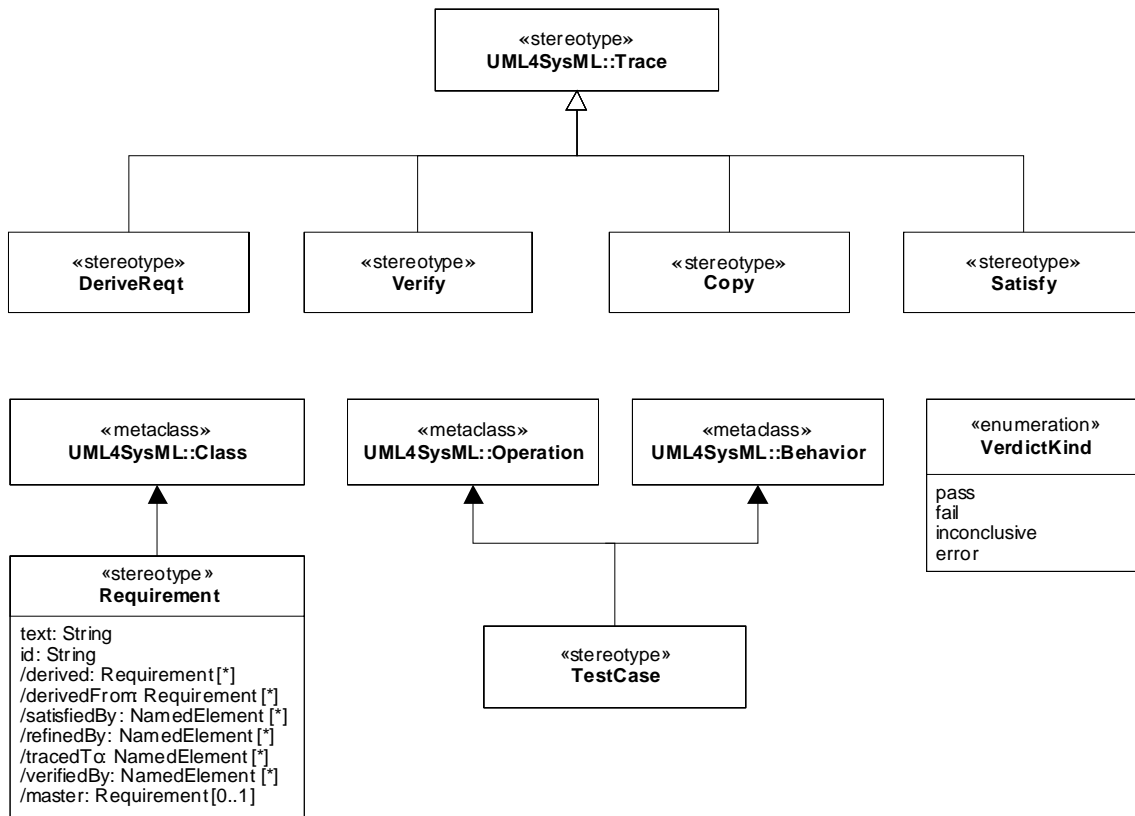 «stereotype»
UML4SysML::Trace
«stereotype»
DeriveReqt
«stereotype»
Verify
«stereotype»
Copy
«stereotype»
Satisfy
«metaclass»
UML4SysML::Class
«metaclass»
UML4SysML::Operation
«metaclass»
UML4SysML::Behavior
«enumeration»
VerdictKind
pass
fail
inconclusive
error
«stereotype»
Requirement
text: String
id: String
/derived: Requirement [*]
/derivedFrom: Requirement [*]
/satisfiedBy: NamedElement [*]
/refinedBy: NamedElement [*]
/tracedTo: NamedElement [*]
/verifiedBy: NamedElement [*]
/master: Requirement [0..1]
«stereotype»
TestCase